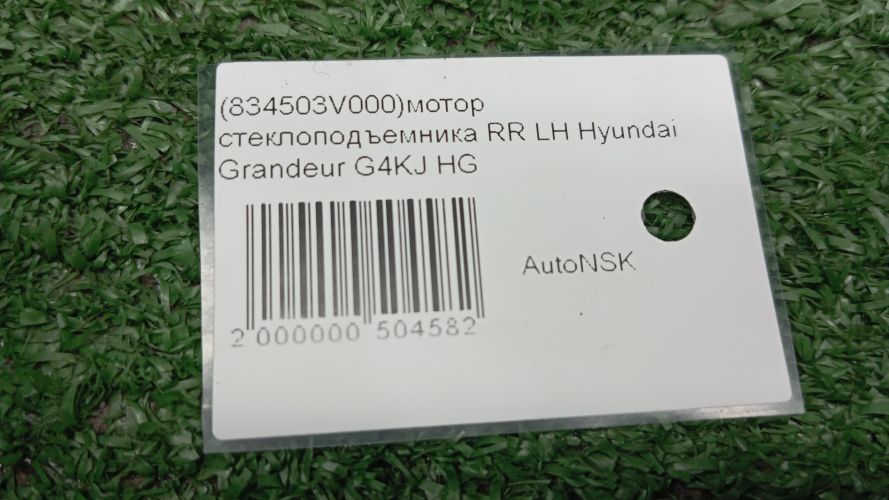 (834503V000)мотор
стеклоподъемника RR LH Hyundai
Grandeur G4KJ HG
AutoNSK
2 000000 504582